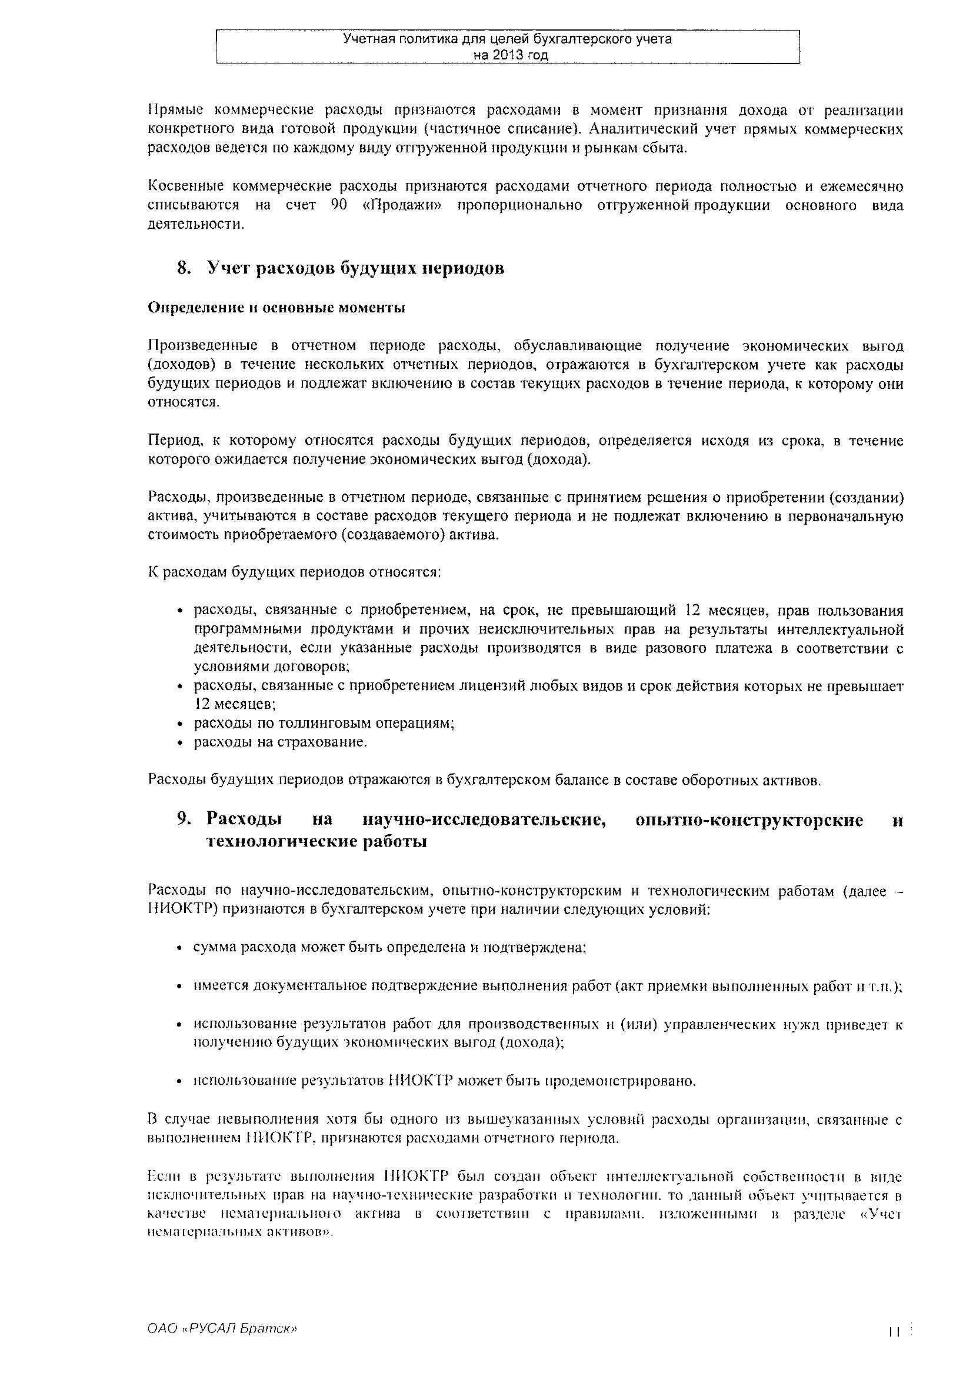 Учетная политика для целей бухгалтерского учета
на 2013 год
Прямые коммерческие расходы признаются расходами в момент признания дохода от реализации
конкретного вида готовой продукции (частичное списание). Аналитический учет прямых коммерческих
расходов ведется по каждому виду отгруженной продукции и рынкам сбыта.
Косвенные коммерческие расходы признаются расходами отчетного периода полностью и ежемесячно
списываются на счет 90 «Продажи» пропорционально отгруженной продукции основного вида
деятельности.
8. Учет расходов будущих периодов
Определение и основные моменты
Произведенные в отчетном периоде расходы, обуславливающие получение экономических выгод
(доходов) в течение нескольких отчетных периодов, отражаются в бухгалтерском учете как расходы
будущих периодов и подлежат включению в состав текущих расходов в течение периода, к которому они
относятся.
Период, к которому относятся расходы будущих периодов, определяется исходя из срока, в течение
которого ожидается получение экономических выгод (дохода).
Расходы, произведенные в отчетном периоде, связанные с принятием решения о приобретении (создании)
актива, учитываются в составе расходов текущего периода и не подлежат включению в первоначальную
стоимость приобретаемого (создаваемого) актива.
К расходам будущих периодов относятся:
• расходы, связанные с приобретением, на срок, не превышающий 12 месяцев, прав пользования
программными продуктами и прочих неисключительных прав на результаты интеллектуальной
деятельности, если указанные расходы производятся в виде разового платежа в соответствии с
условиями договоров;
• расходы, связанные с приобретением лицензий любых видов и срок действия которых не превышает
12 месяцев;
• расходы по толлинговым операциям;
• расходы на страхование.
Расходы будущих периодов отражаются в бухгалтерском балансе в составе оборотных активов.
9. Расходы на научно-исследовательские, опытно-конструкторские и
технологические работы
Расходы по научно-исследовательским, опытно-конструкторским и технологическим работам (далее –
НИОКТР) признаются в бухгалтерском учете при наличии следующих условий:
• сумма расхода может быть определена и подтверждена;
• имеется документальное подтверждение выполнения работ (акт приемки выполненных работ и т.п.);
• использование результатов работ для производственных и (или) управленческих нужд приведет к
получению будущих экономических выгод (дохода);
• использование результатов НИОКТР может быть продемонстрировано.
В случае невыполнения хотя бы одного из вышеуказанных условий расходы организации, связанные с
выполнением НИОКТР, признаются расходами отчетного периода.
Если в результате выполнения НИОКТР был создан объект интеллектуальной собственности в виде
исключительных прав на научно-технические разработки и технологии, то данный объект учитывается в
качестве нематериального актива в соответствии с правилами, изложенными в разделе «Учет
нематериальных активов».
ОАО «РУСАЛ Братск»
11